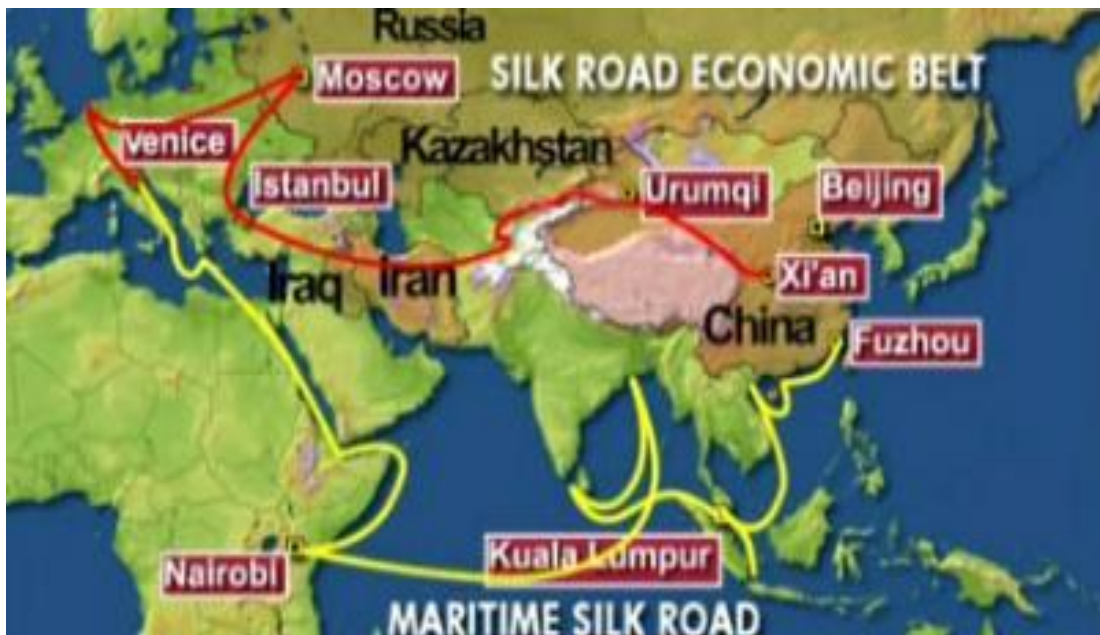 Russia
Moscow
SILK ROAD ECONOMIC BELT
venice
Kazakhstan
Istanbul
Urumqi
Beijing
Iraq
Iran
Xi'an
China
Fuzhou
Nairobi
Kuala Lumpur
MARITIME SILK ROAD